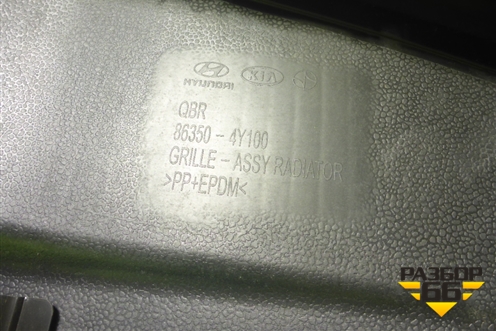 HYUNDAI KIA
QBR
86350-4Y100
GRILLE-ASSY RADIATOR
>PP+EPDM<
РАЗБОР
66